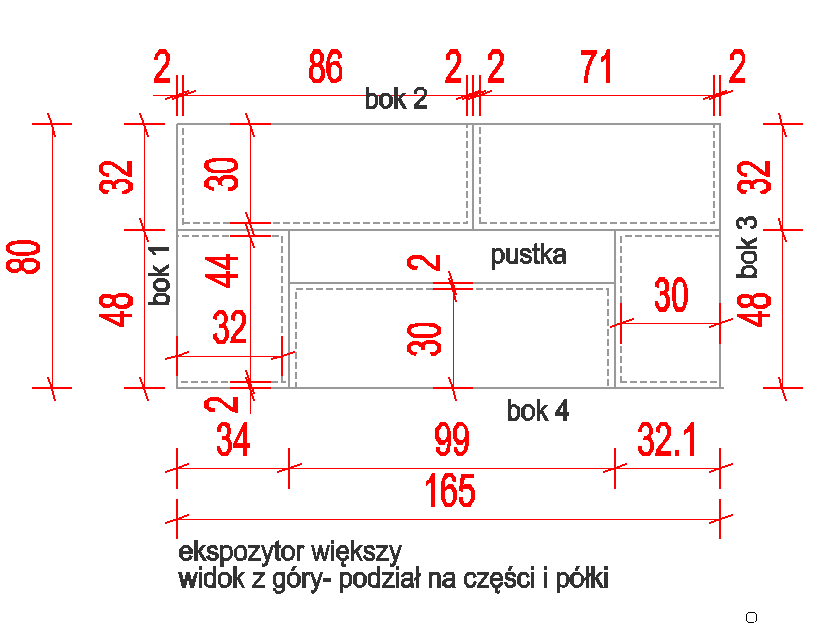 2 86 2 2 71 2
bok 2
80
32
30
32
bok 1
bok 3
pustka
48
44
2
30
48
32
30
2
bok 4
34 99 32.1
165
ekspozytor większy
widok z góry- podział na części i półki